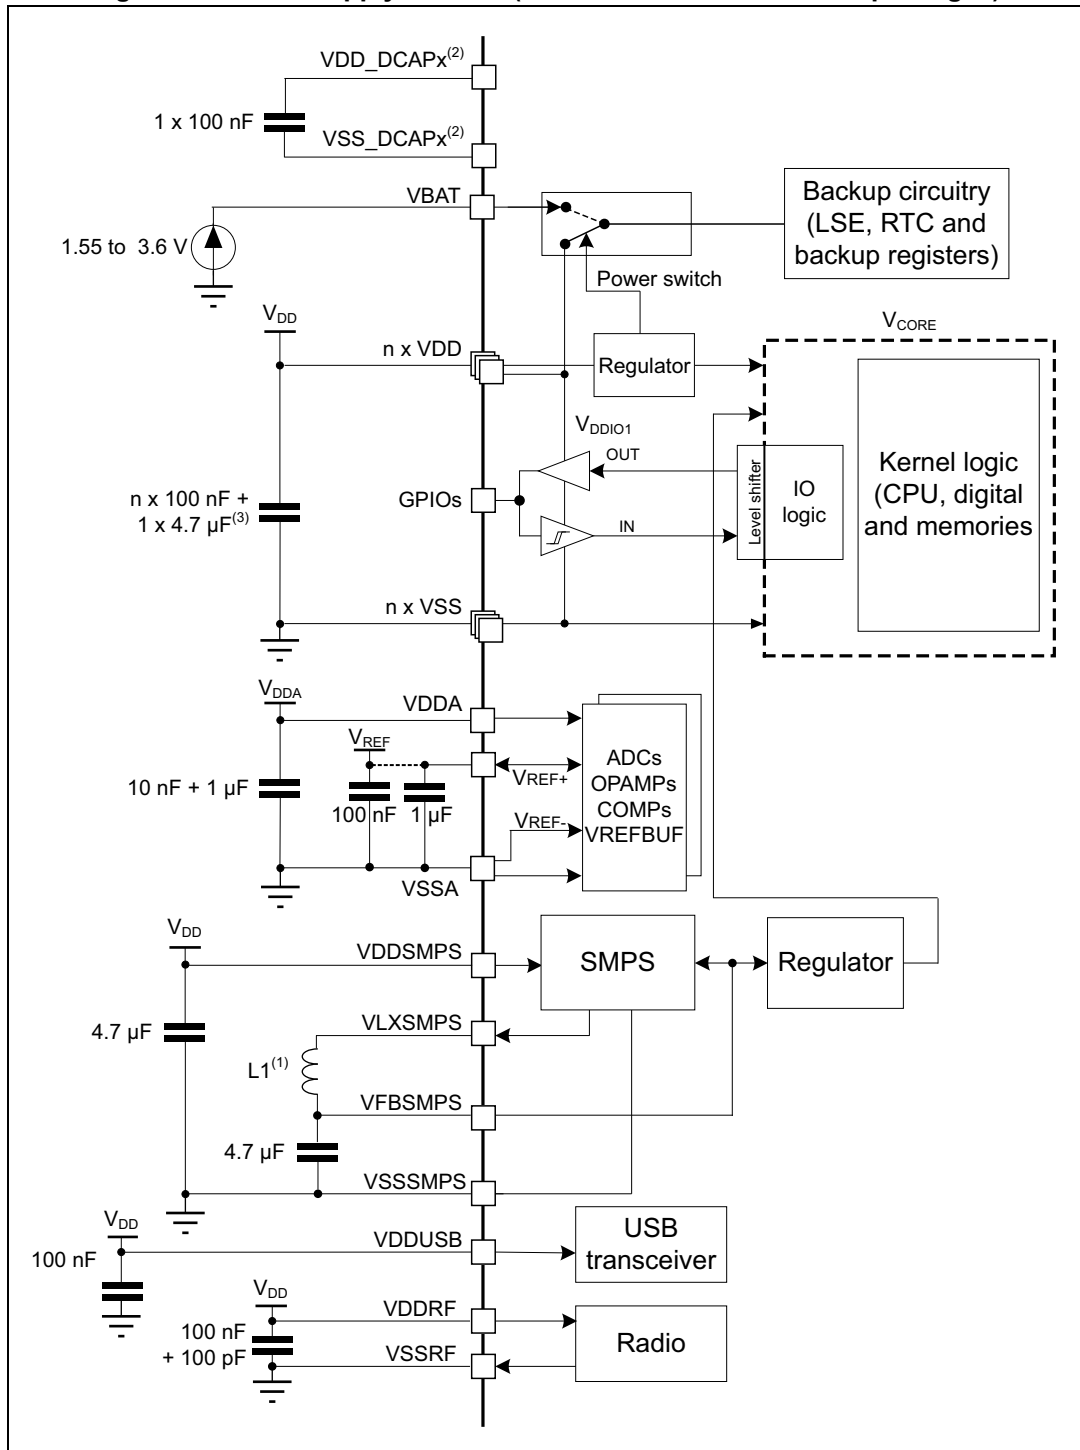 VDD_DCAPx(2)
1 x 100 nF
VSS_DCAPx(2)
VBAT
1.55 to 3.6 V
Power switch
Backup circuitry
(LSE, RTC and
backup registers)
VDD
n x VDD
Regulator
VCORE
VDDIO1
OUT
GPIOs
IN
Level shifter
IO
logic
Kernel logic
(CPU, digital
and memories
n x 100 nF +
1 x 4.7 µF(3)
n x VSS
VDDA
VDDA
VREF
VREF+
10 nF + 1 µF
100 nF
1 µF
VREF-
VSSA
ADCs
OPAMPs
COMPs
VREFBUF
VDD
VDDSMPS
SMPS
Regulator
4.7 µF
VLXSMPS
L1(1)
VFBSMPS
4.7 µF
VSSSMPS
VDD
100 nF
VDDUSB
USB
transceiver
VDD
VDDRF
100 nF
+ 100 pF
VSSRF
Radio